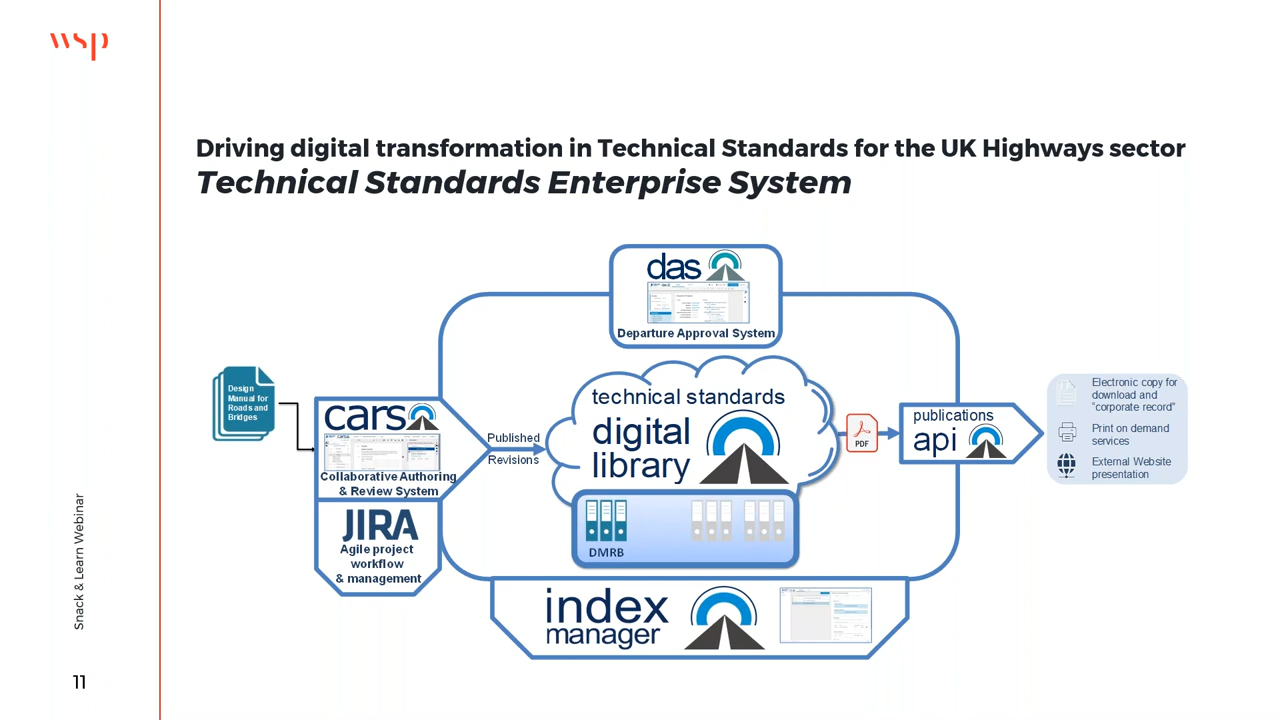 wsp
Driving digital transformation in Technical Standards for the UK Highways sector
Technical Standards Enterprise System
das
Departure Approval System
Design
Manual for
Roads and
Bridges
cars
Collaborative Authoring
& Review System
JIRA
Agile project
workflow
& management
Published
Revisions
technical standards
digital
library
DMRB
PDF
publications
api
Electronic copy for
download and
“corporate record”
Print on demand
services
External Website
presentation
index
manager
Snack & Learn Webinar
11